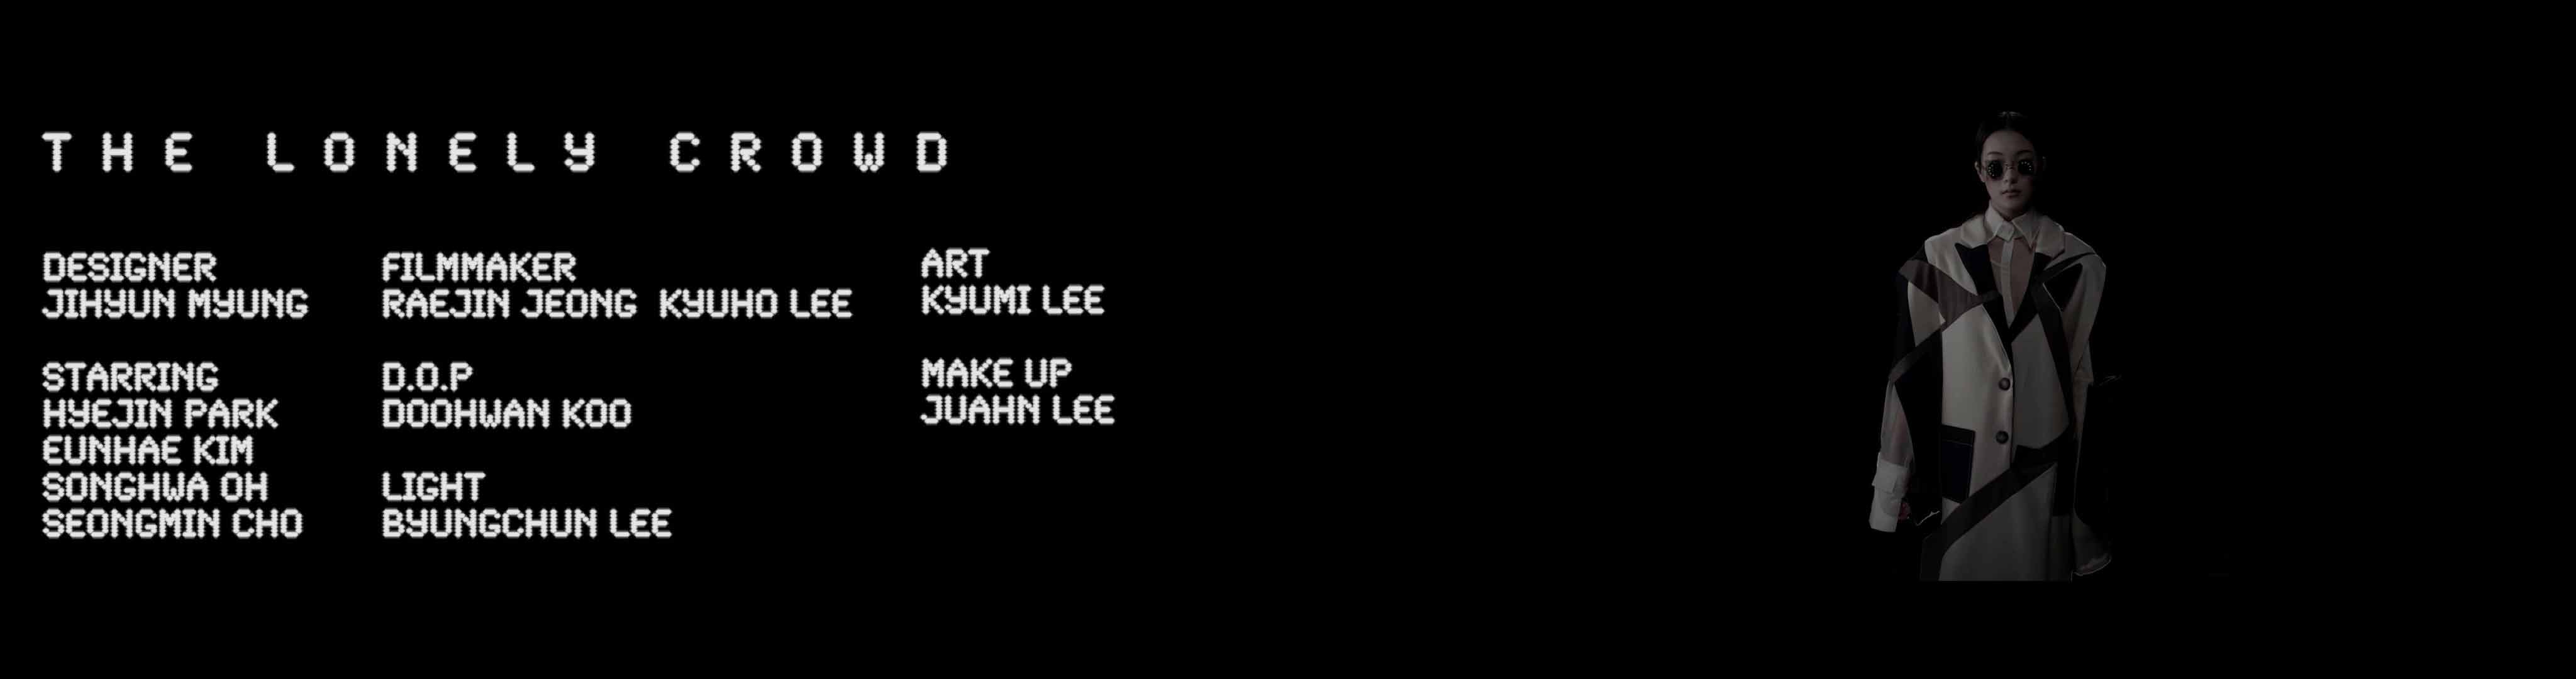 THE LONELY CROWD
DESIGNER
JIHYUN MYUNG
STARRING
HYEJIN PARK
EUNHAE KIM
SONGHWA OH
SEONGMIN CHO
FILMMAKER
RAEJIN JEONG KYUHO LEE
D.O.P
DOOHWAN KOO
LIGHT
BYUNGCHUN LEE
ART
KYUMI LEE
MAKE UP
JUAHN LEE